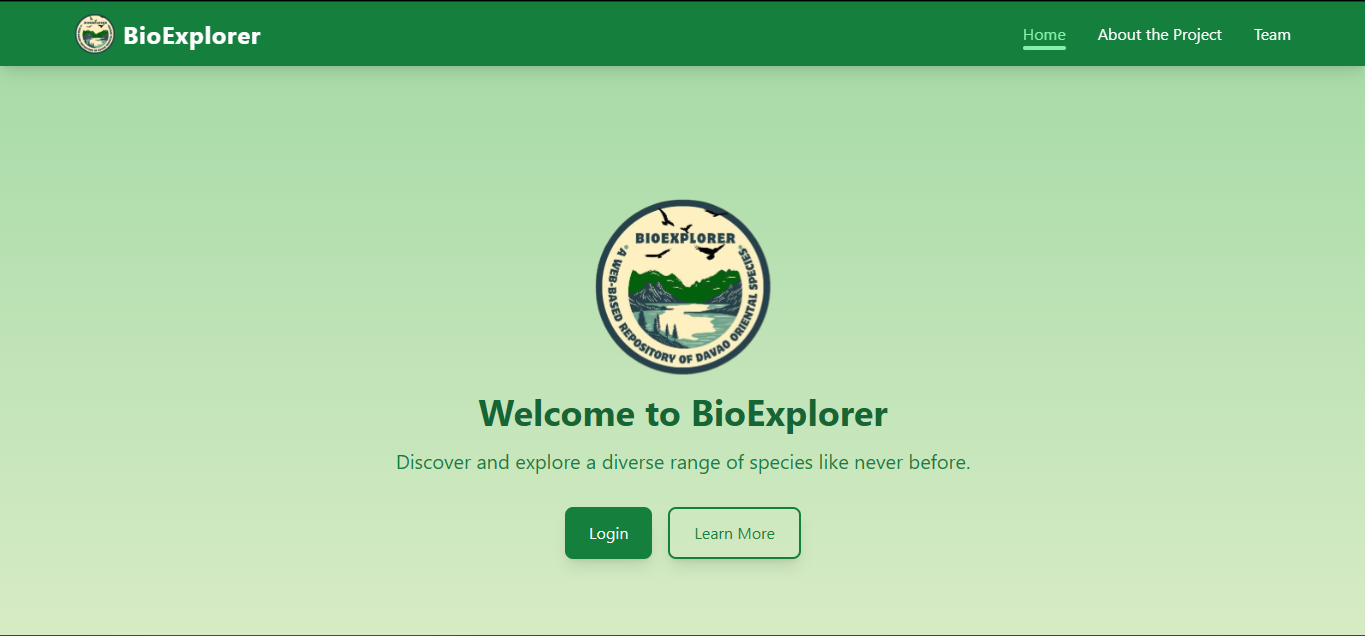 BioExplorer
Home
About the Project
Team
BIOEXPLORER
A WEB-BASED REPOSITORY OF DAVAO ORIENTAL SPECIES
Welcome to BioExplorer
Discover and explore a diverse range of species like never before.
Login
Learn More